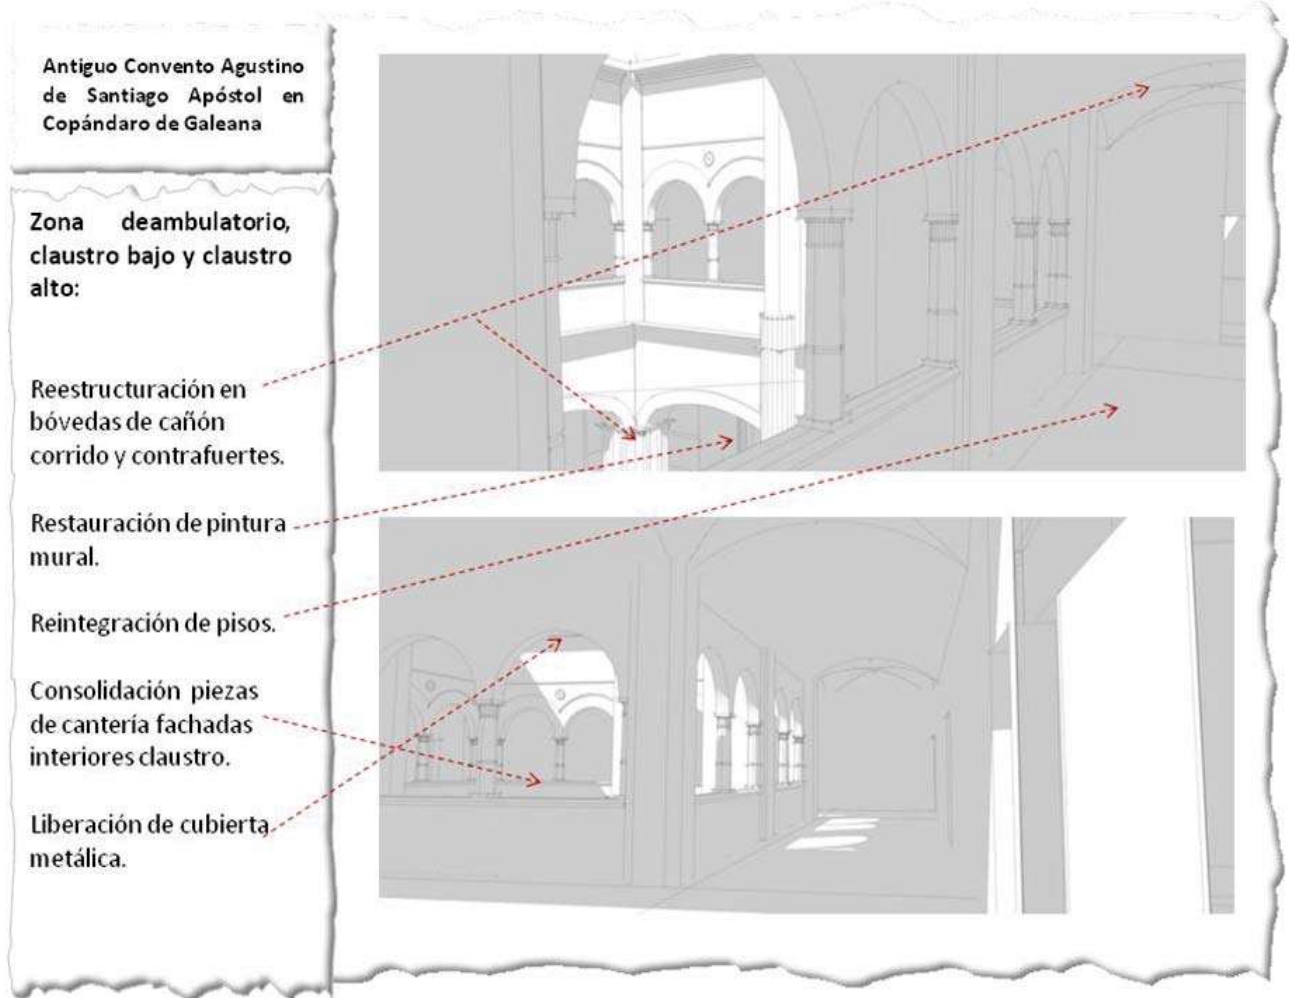 Antiguo Convento Agustino
de Santiago Apóstol en
Copándaro de Galeana
Zona deambulatorio,
claustro bajo y claustro
alto:
Reestructuración en
bóvedas de cañón
corrido y contrafuertes.
Restauración de pintura
mural.
Reintegración de pisos.
Consolidación piezas
de cantería fachadas
interiores claustro.
Liberación de cubierta
metálica.